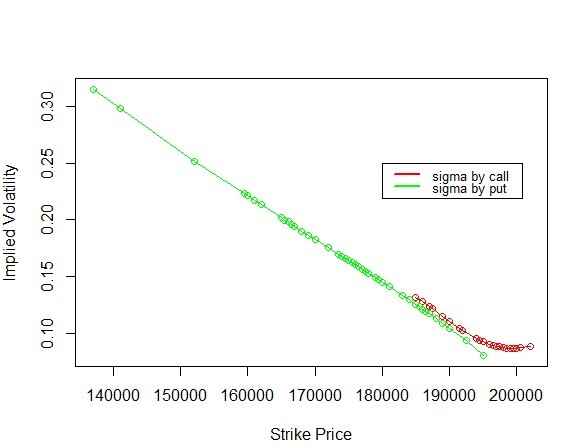 0.30
0.25
0.20
0.15
0.10
Implied Volatility
sigma by call
sigma by put
140000 150000 160000 170000 180000 190000 200000
Strike Price